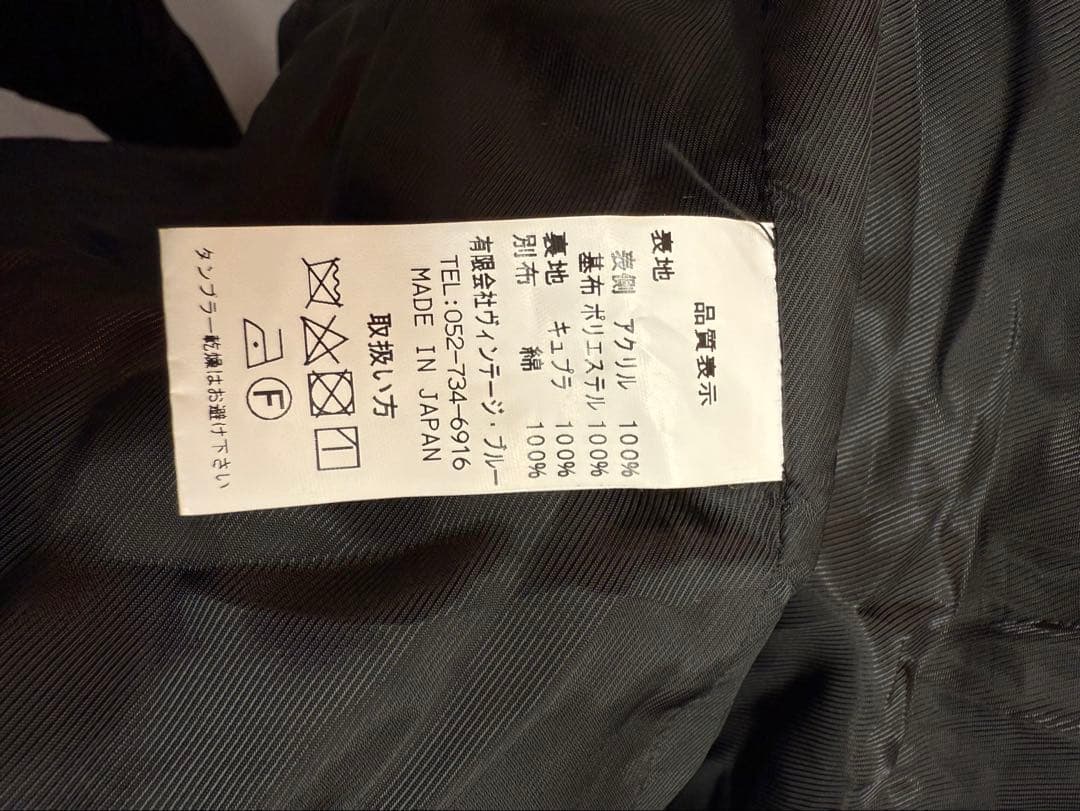 品質表示
表地
表側 アクリル 100%
基布 ポリエステル 100%
裏地 キュプラ 100%
別布 綿 100%
有限会社ヴィンテージ・ブルー
TEL:052-734-6916
MADE IN JAPAN
取扱い方
F
タンブラー乾燥はお避け下さい